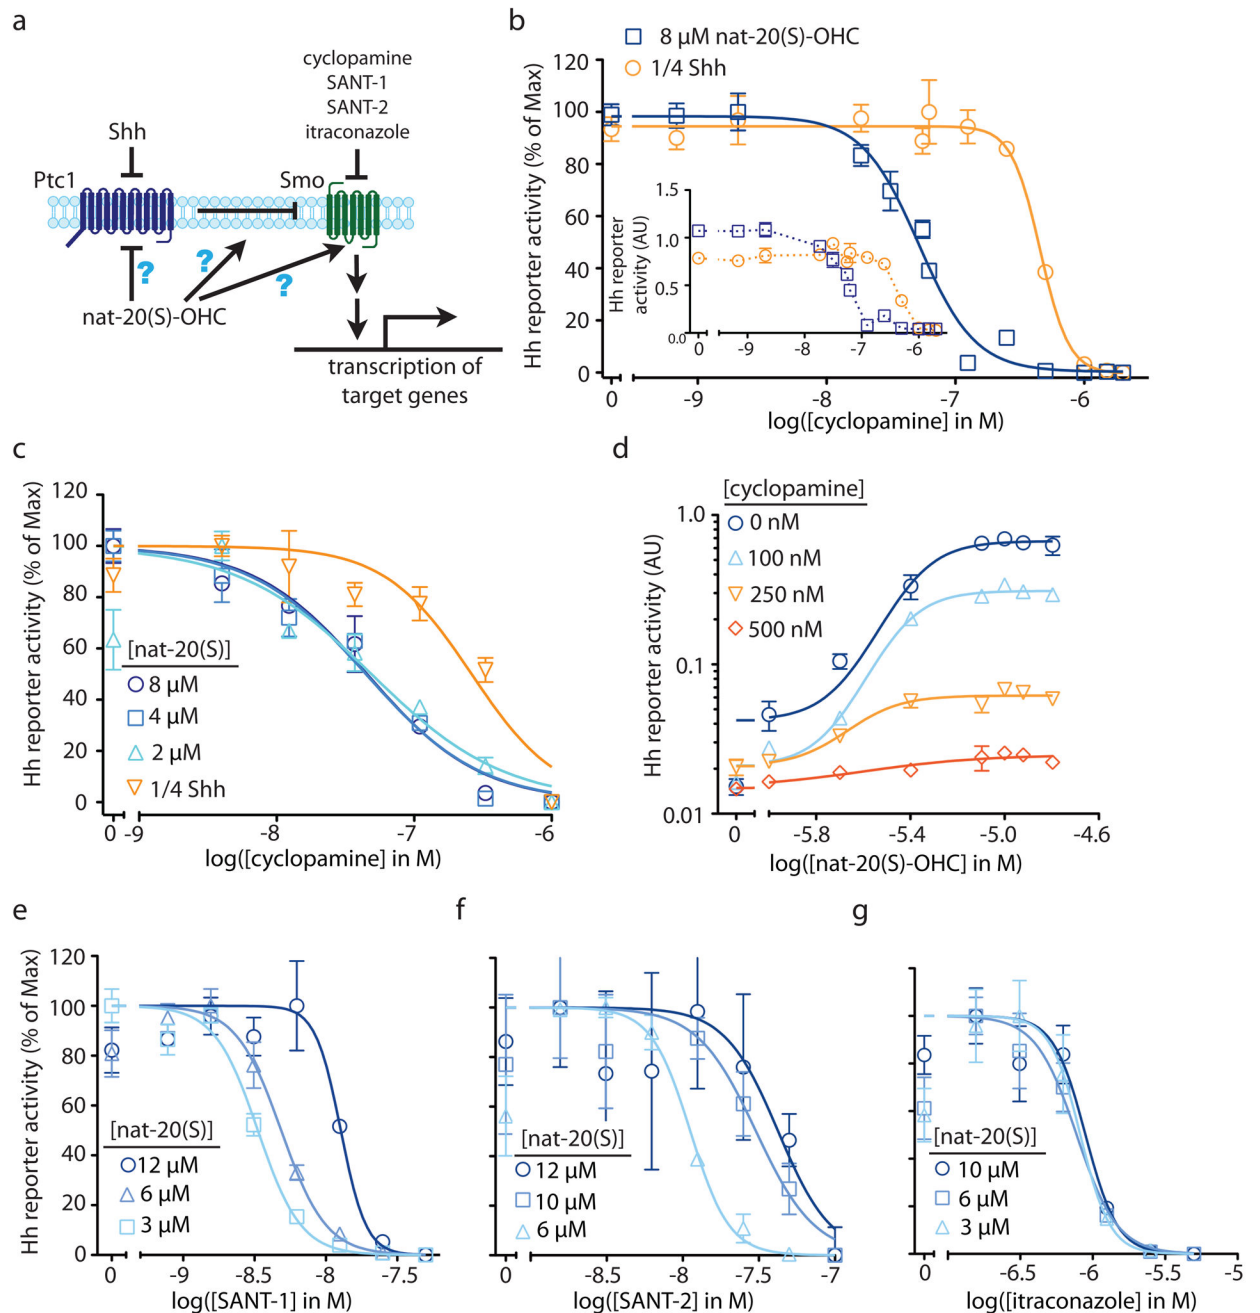 a
cyclopamine
SANT-1
SANT-2
itraconazole
Shh
Ptc1
Smo
?
?
?
nat-20(S)-OHC
transcription of
target genes
b
8 µM nat-20(S)-OHC
1/4 Shh
Hh reporter activity (% of Max)
120
100
80
60
40
20
0
Hh reporter
activity (AU)
1.5
1.0
0.5
0.0
0 -9 -8 -7 -6
0 -9 -8 -7 -6
log([cyclopamine] in M)
c
Hh reporter activity (% of Max)
120
100
80
60
40
20
0
[nat-20(S)]
8 µM
4 µM
2 µM
1/4 Shh
0 -9 -8 -7 -6
log([cyclopamine] in M)
d
[cyclopamine]
0 nM
100 nM
250 nM
500 nM
Hh reporter activity (AU)
1.0
0.1
0.01
0 -5.8 -5.4 -5.0 -4.6
log([nat-20(S)-OHC] in M)
e
Hh reporter activity (% of Max)
120
100
80
60
40
20
0
[nat-20(S)]
12 µM
6 µM
3 µM
0 -9 -8.5 -8 -7.5
log([SANT-1] in M)
f
[nat-20(S)]
12 µM
10 µM
6 µM
0 -8.5 -8 -7.5 -7
log([SANT-2] in M)
g
[nat-20(S)]
10 µM
6 µM
3 µM
0 -6.5 -6 -5.5 -5
log([itraconazole] in M)